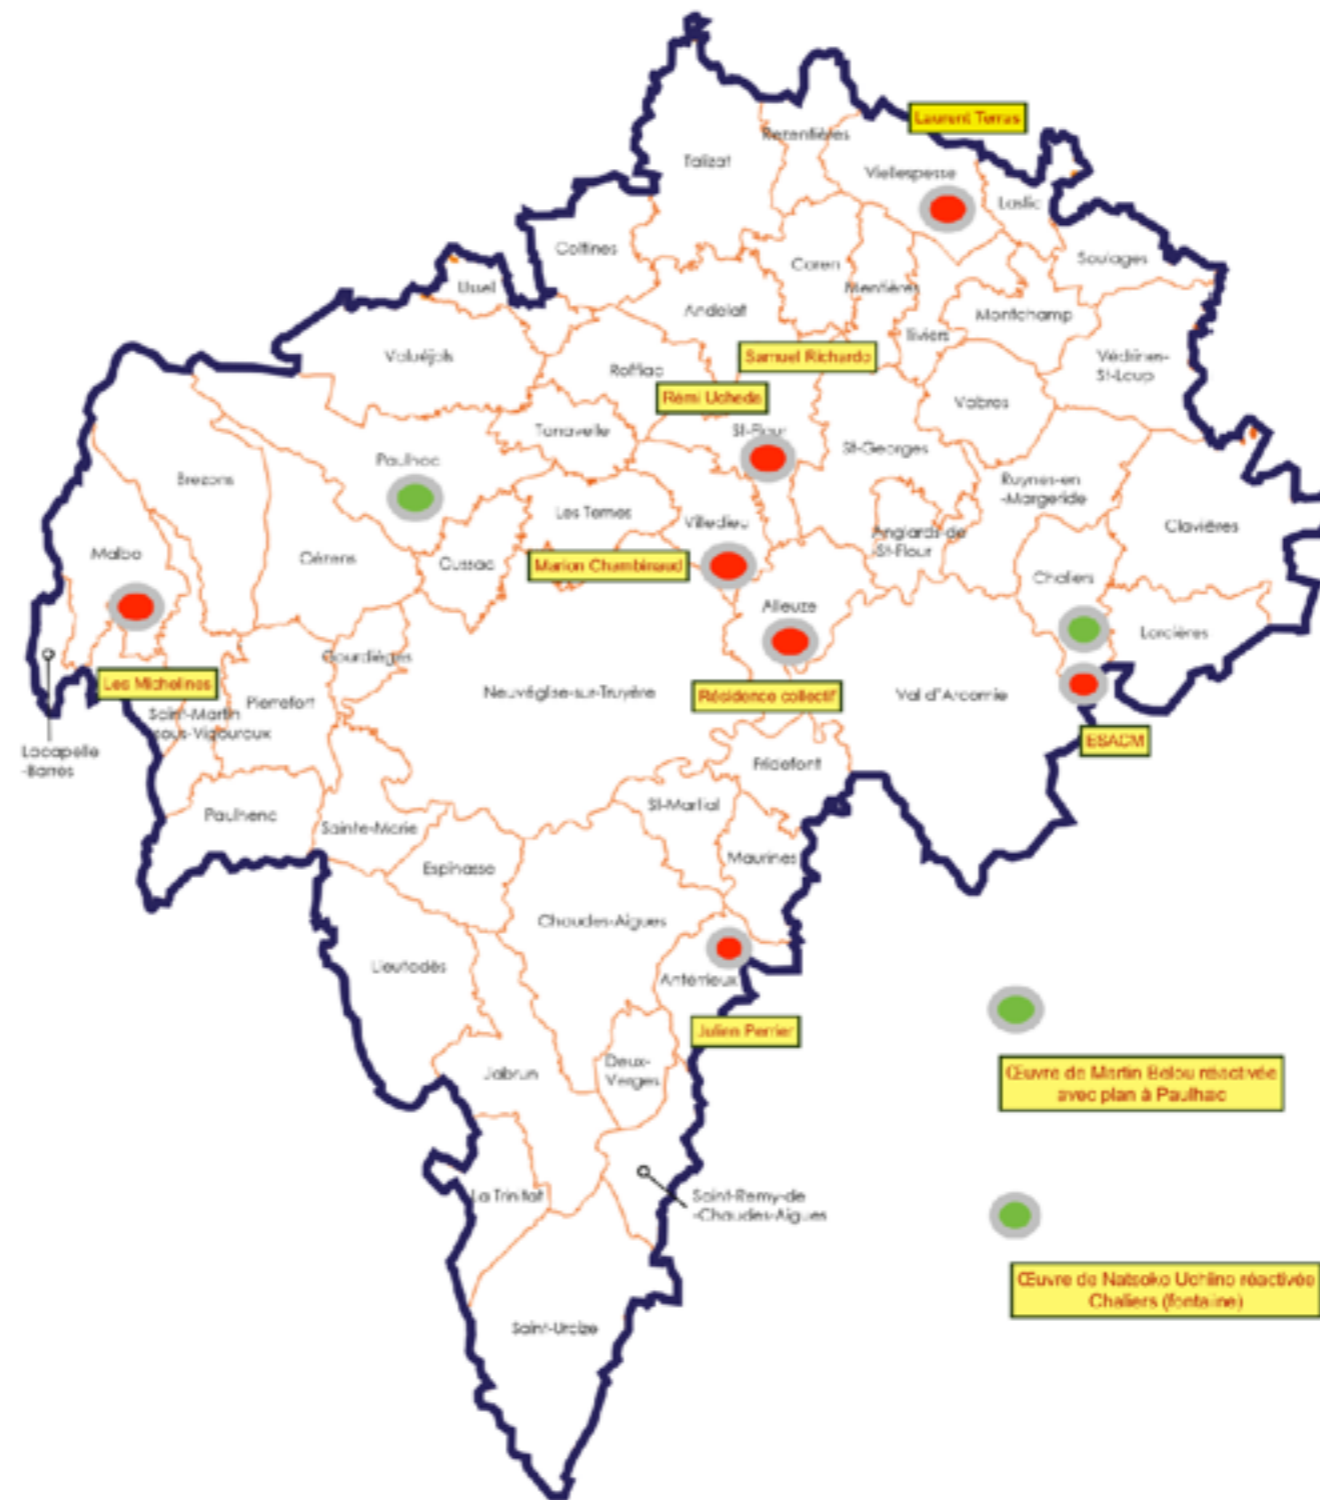 Laurent Terras
Rezentières
Talizat
Viellespesse
Lastic
Coltines
Soulages
Coren
Ussel
Mentières
Andelat
Montchamp
Tiviers
Valuéjols
Samuel Richardo
Védrines-
St-Loup
Roffiac
Rémi Uchéda
Vabres
Tanavelle
St-Flour
St-Georges
Paulhac
Brezons
Ruynes-en
-Margeride
Les Ternes
Villedieu
Clavières
Anglards-de
-St-Flour
Malbo
Cézens
Cussac
Marion Chambinaud
Chaliers
Alleuze
Lorcières
Gourdièges
Les Michelines
Neuvéglise-sur-Truyère
Résidence collectif
Val d'Arcomie
Pierrefort
Saint-Martin
-sous-Vigouroux
Lacapelle
-Barrès
ESACM
Fridefont
St-Martial
Paulhenc
Sainte-Marie
Maurines
Espinasse
Chaudes-Aigues
Lieutadès
Anterrieux
Julien Perrier
Jabrun
Deux-
Verges
Œuvre de Martin Belou réactivée
avec plan à Paulhac
La Trinitat
Saint-Remy-de
-Chaudes-Aigues
Œuvre de Natsoko Uchino réactivée
Chaliers (fontaine)
Saint-Urcize